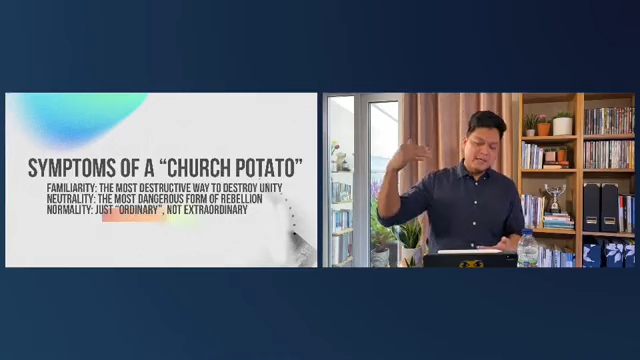 SYMPTOMS OF A “CHURCH POTATO”
FAMILIARITY: THE MOST DESTRUCTIVE WAY TO DESTROY UNITY
NEUTRALITY: THE MOST DANGEROUS FORM OF REBELLION
NORMALITY: JUST “ORDINARY”, NOT EXTRAORDINARY